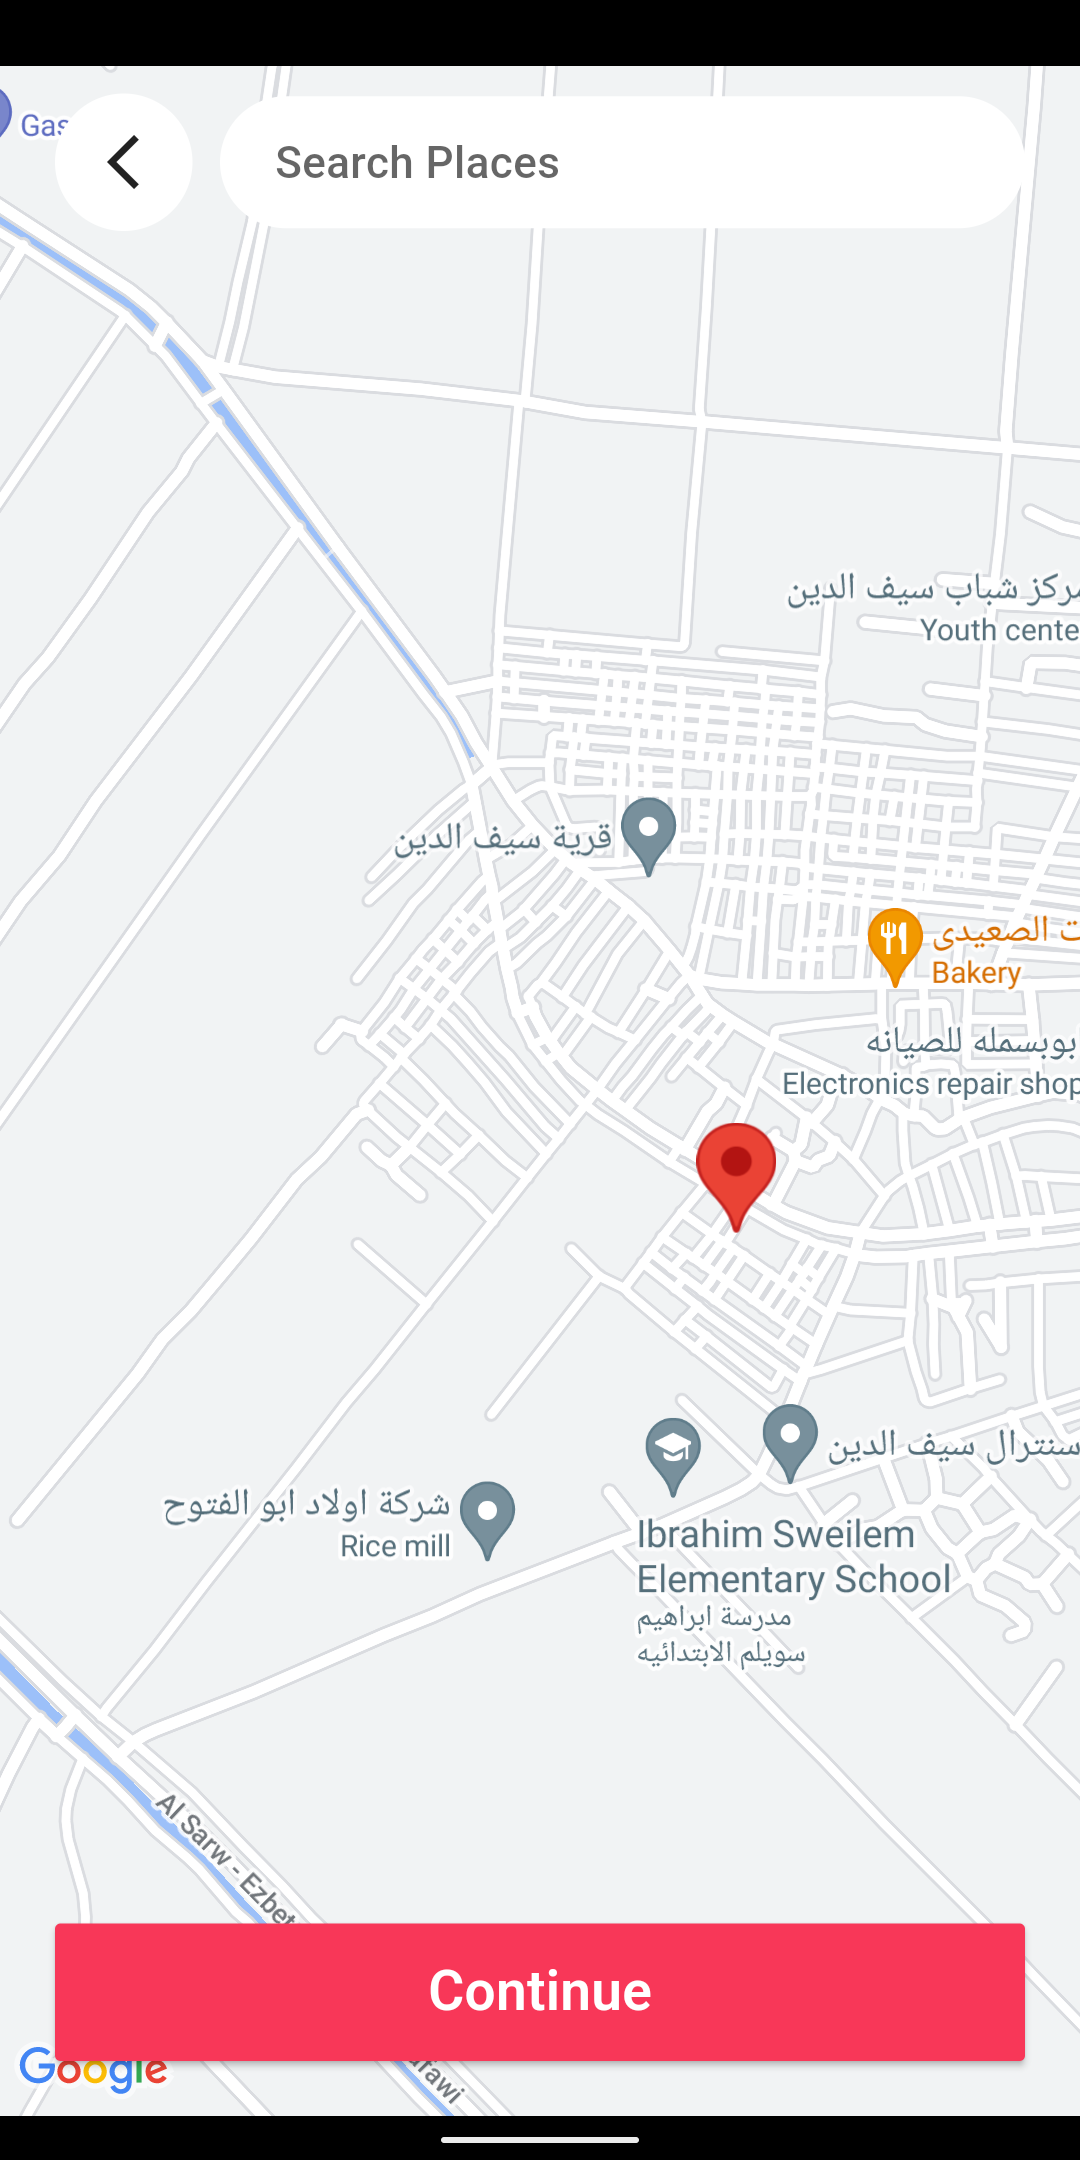 Gas
Search Places
مركز شباب سيف الدين
Youth cente
قرية سيف الدين
ت الصعيدى
Bakery
بوبسمله للصيانه
Electronics repair shop
سنترال سيف الدين
شركة اولاد ابو الفتوح
Rice mill
Ibrahim Sweilem
Elementary School
مدرسة ابراهيم
سويلم الابتدائيه
Al Sarw - Ezbet
afawi
Continue
Google